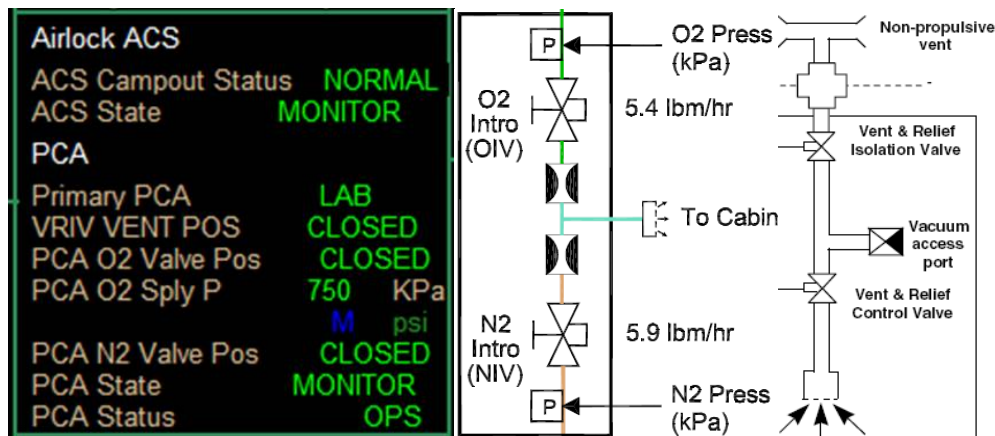 Airlock ACS
ACS Campout Status NORMAL
ACS State MONITOR
PCA
Primary PCA LAB
VRIV VENT POS CLOSED
PCA O2 Valve Pos CLOSED
PCA O2 Sply P 750 KPa
M psi
PCA N2 Valve Pos CLOSED
PCA State MONITOR
PCA Status OPS
P
O2 Press
(kPa)
O2
Intro
(OIV)
5.4 lbm/hr
To Cabin
N2
Intro
(NIV)
5.9 lbm/hr
P
N2 Press
(kPa)
Non-propulsive
vent
Vent & Relief
Isolation Valve
Vacuum
access
port
Vent & Relief
Control Valve